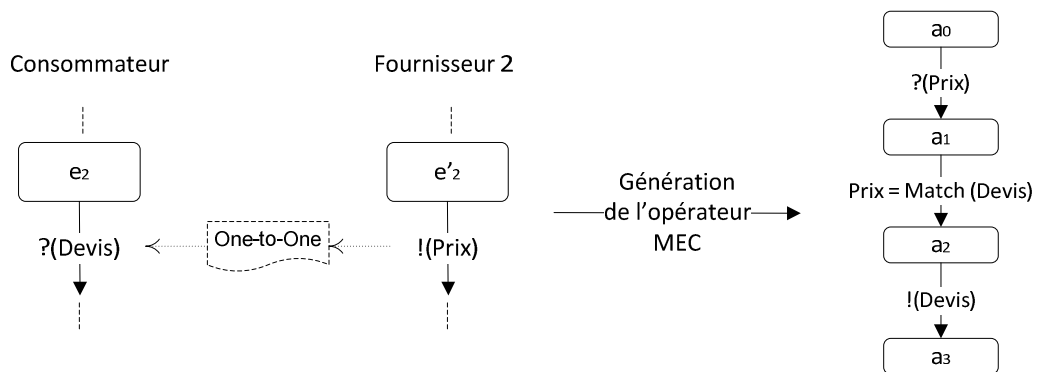 Consommateur
Fournisseur 2
e2
e'2
?(Devis)
One-to-One
!(Prix)
Génération
de l'opérateur
MEC
a0
?(Prix)
a1
Prix = Match (Devis)
a2
!(Devis)
a3